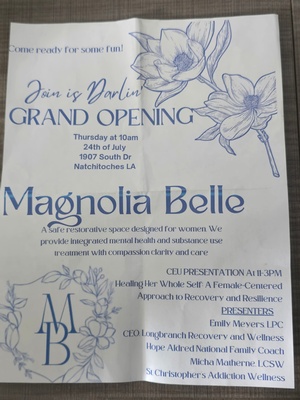 Come ready for some fun!
Join is Darlin
GRAND OPENING
Thursday at 10am
24th of July
1907 South Dr
Natchitoches LA
Magnolia Belle
A safe restorative space designed for women. We
provide integrated mental health and substance use
treatment with compassion clarity and care
CEU PRESENTATION At 11-3PM
Healing Her Whole Self: A Female-Centered
Approach to Recovery and Resilience
PRESENTERS
Emily Meyers LPC
CEO, Longbranch Recovery and Wellness
Hope Aldred National Family Coach
Micha Matherne, LCSW
St Christopher's Addiction Wellness
MB